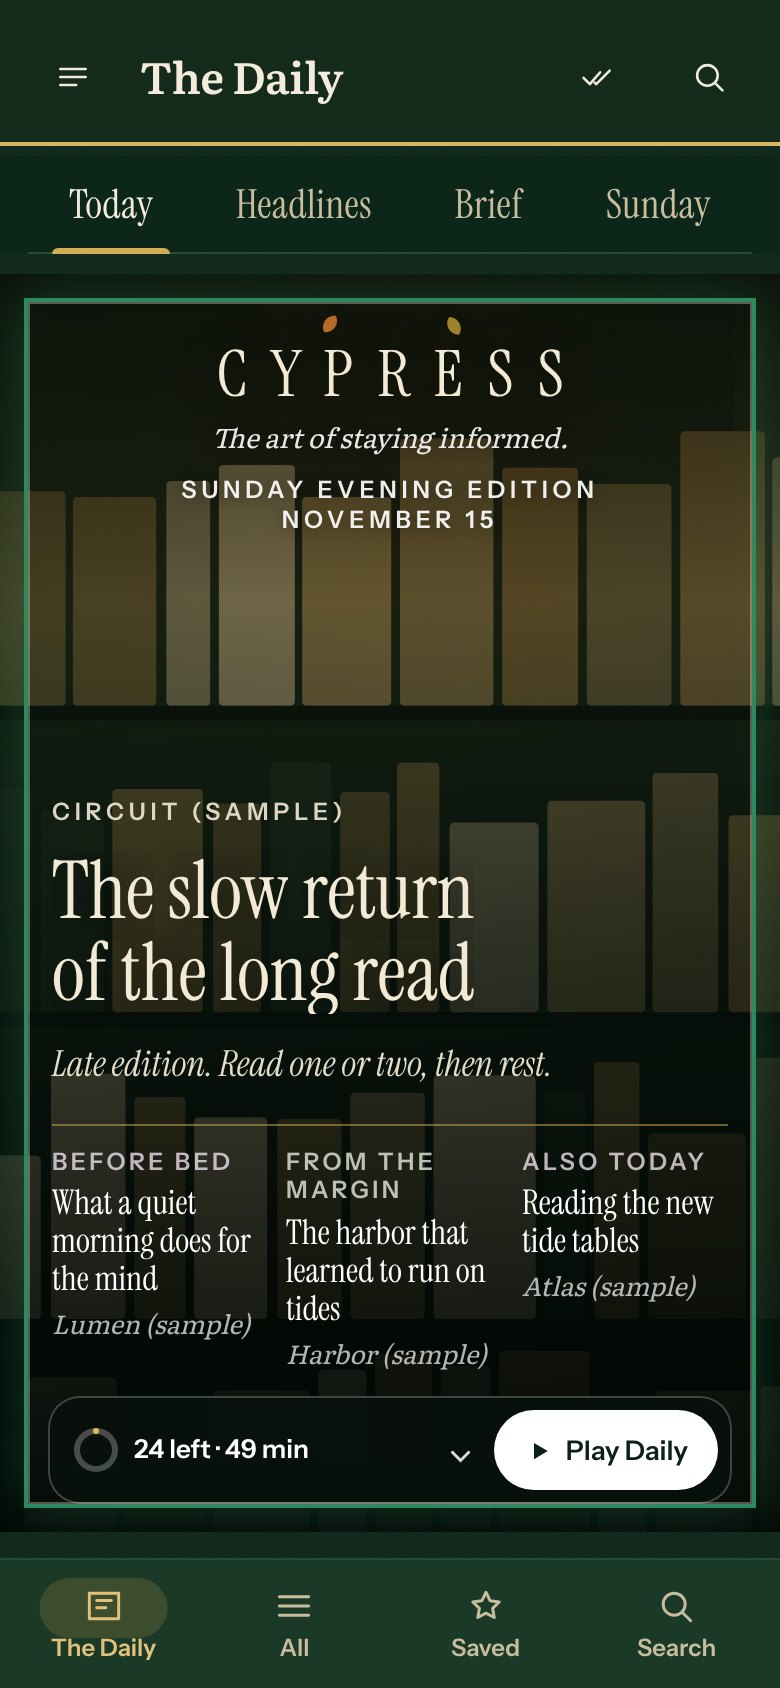 The Daily
Today Headlines Brief Sunday
CYPRESS
The art of staying informed.
SUNDAY EVENING EDITION
NOVEMBER 15
CIRCUIT (SAMPLE)
The slow return
of the long read
Late edition. Read one or two, then rest.
BEFORE BED
What a quiet
morning does for
the mind
Lumen (sample)
FROM THE
MARGIN
The harbor that
learned to run on
tides
Harbor (sample)
ALSO TODAY
Reading the new
tide tables
Atlas (sample)
24 left · 49 min
Play Daily
The Daily All Saved Search